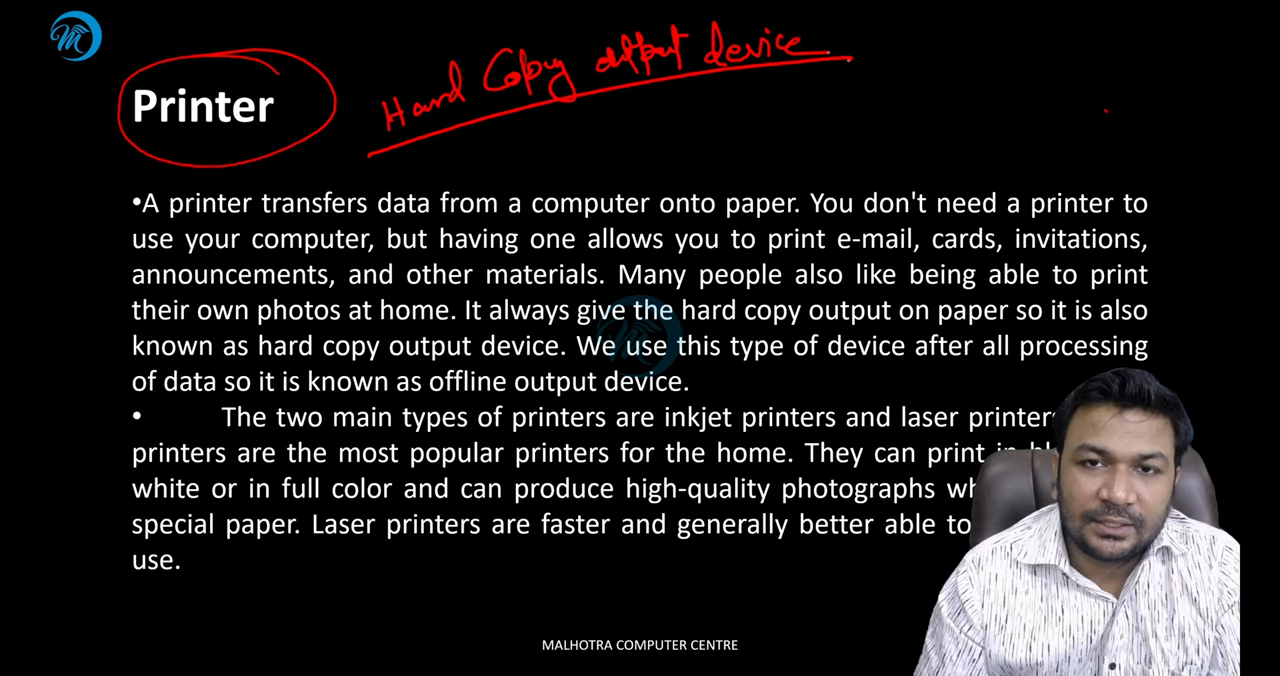 Hard Copy output device
Printer
•A printer transfers data from a computer onto paper. You don't need a printer to
use your computer, but having one allows you to print e-mail, cards, invitations,
announcements, and other materials. Many people also like being able to print
their own photos at home. It always give the hard copy output on paper so it is also
known as hard copy output device. We use this type of device after all processing
of data so it is known as offline output device.
• The two main types of printers are inkjet printers and laser printers
printers are the most popular printers for the home. They can print in
white or in full color and can produce high-quality photographs
special paper. Laser printers are faster and generally better able to
use.
MALHOTRA COMPUTER CENTRE